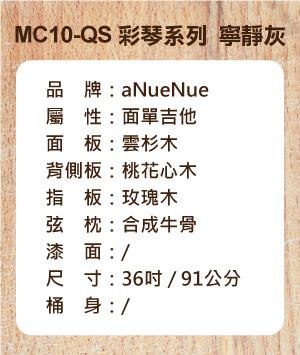 MC10-QS 彩琴系列 寧靜灰
品　牌：aNueNue
屬　性：面單吉他
面　板：雲杉木
背側板：桃花心木
指　板：玫瑰木
弦　枕：合成牛骨
漆　面：/
尺　寸：36吋 / 91公分
桶　身：/